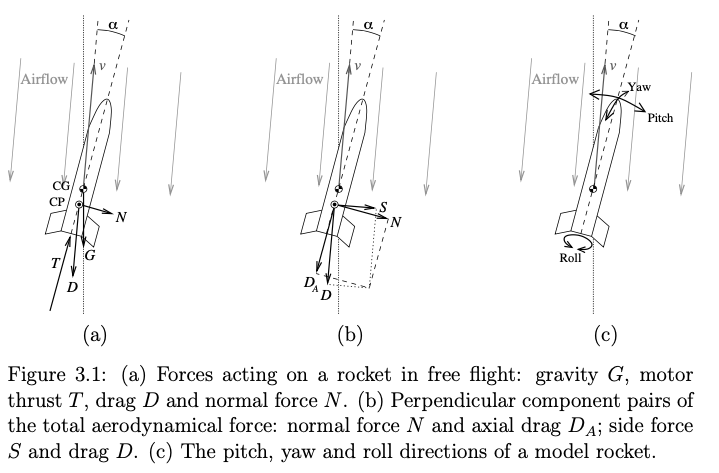 α
v
Airflow
CG
CP
N
T
G
D
(a)
α
v
Airflow
S
N
D_A
D
(b)
α
v
Airflow
Yaw
Pitch
Roll
(c)
Figure 3.1: (a) Forces acting on a rocket in free flight: gravity G, motor
thrust T, drag D and normal force N. (b) Perpendicular component pairs of
the total aerodynamical force: normal force N and axial drag D_A; side force
S and drag D. (c) The pitch, yaw and roll directions of a model rocket.